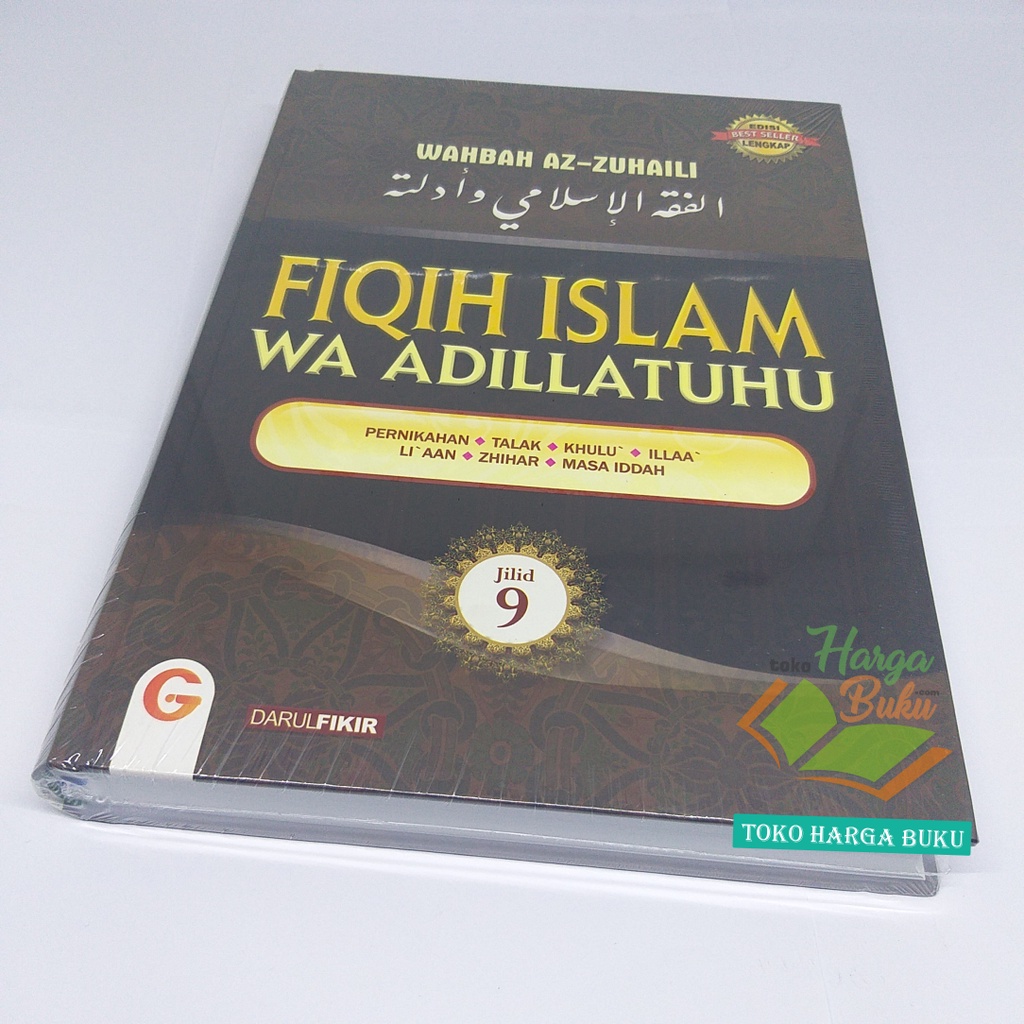 EDISI
BEST SELLER
LENGKAP
WAHBAH AZ-ZUHAILI
الفقه الإسلامي وأدلته
FIQIH ISLAM
WA ADILLATUHU
PERNIKAHAN ◆ TALAK ◆ KHULU` ◆ ILLAA`
LI`AAN ◆ ZHIHAR ◆ MASA IDDAH
Jilid
9
G
DARULFIKIR
toko Harga
Buku.com
TOKO HARGA BUKU